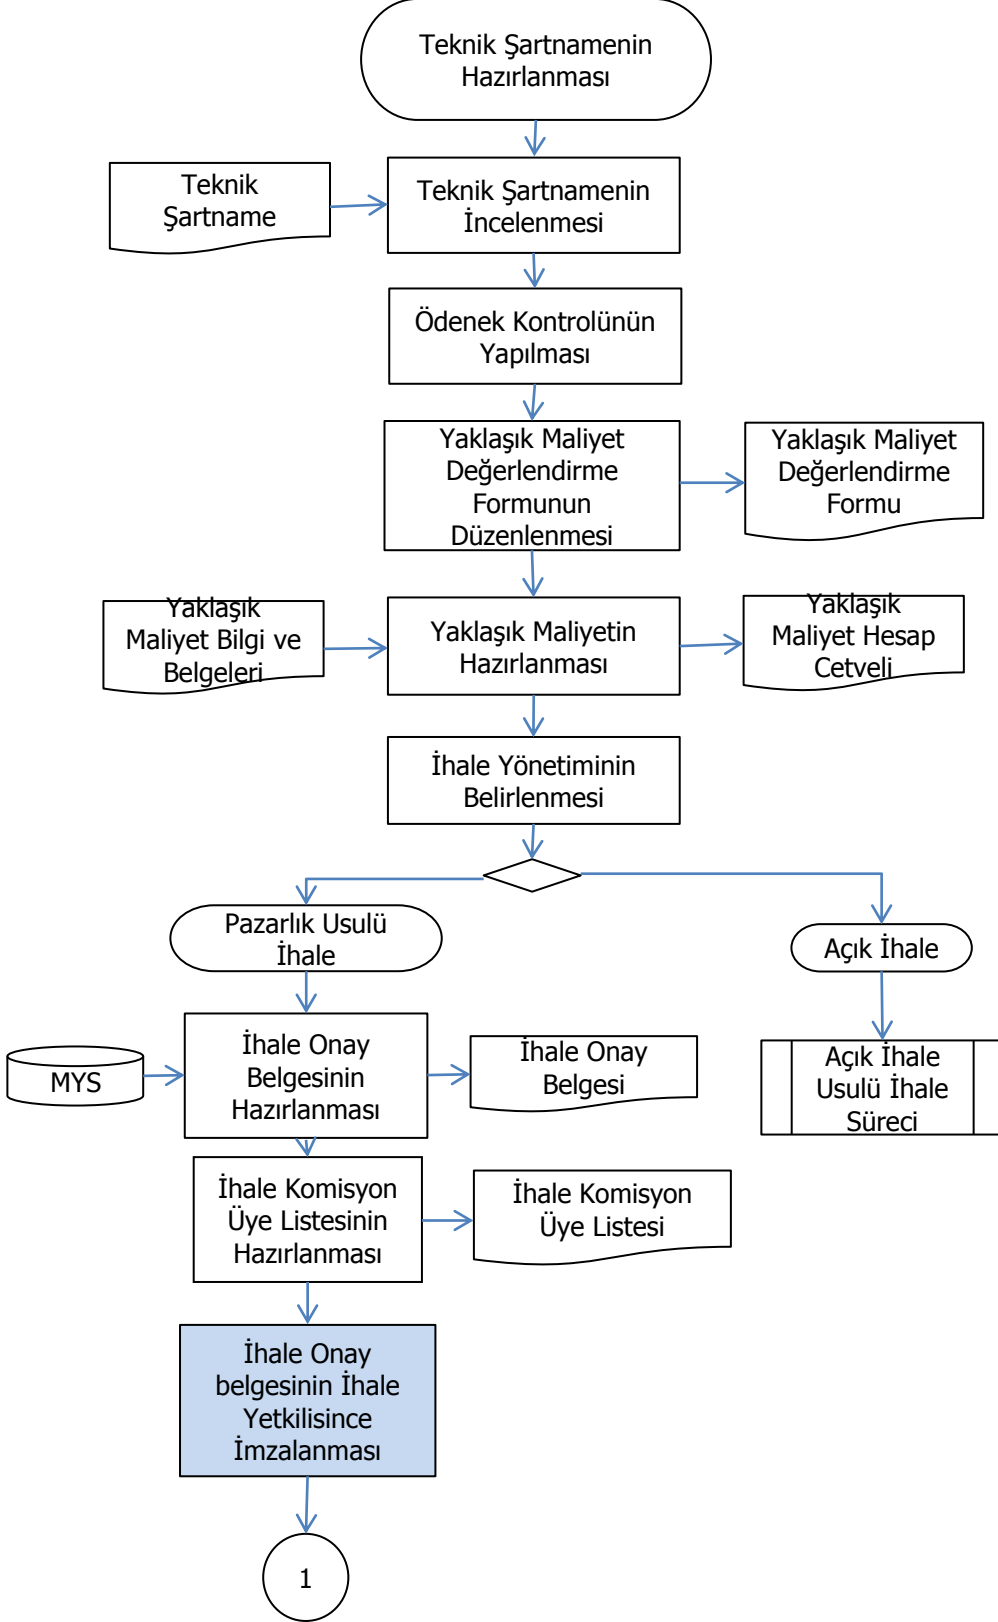 Teknik Şartnamenin
Hazırlanması
Teknik
Şartname
Teknik Şartnamenin
İncelenmesi
Ödenek Kontrolünün
Yapılması
Yaklaşık Maliyet
Değerlendirme
Formunun
Düzenlenmesi
Yaklaşık Maliyet
Değerlendirme
Formu
Yaklaşık
Maliyet Bilgi ve
Belgeleri
Yaklaşık Maliyetin
Hazırlanması
Yaklaşık
Maliyet Hesap
Cetveli
İhale Yönetiminin
Belirlenmesi
Pazarlık Usulü
İhale
Açık İhale
MYS
İhale Onay
Belgesinin
Hazırlanması
İhale Onay
Belgesi
Açık İhale
Usulü İhale
Süreci
İhale Komisyon
Üye Listesinin
Hazırlanması
İhale Komisyon
Üye Listesi
İhale Onay
belgesinin İhale
Yetkilisince
İmzalanması
1